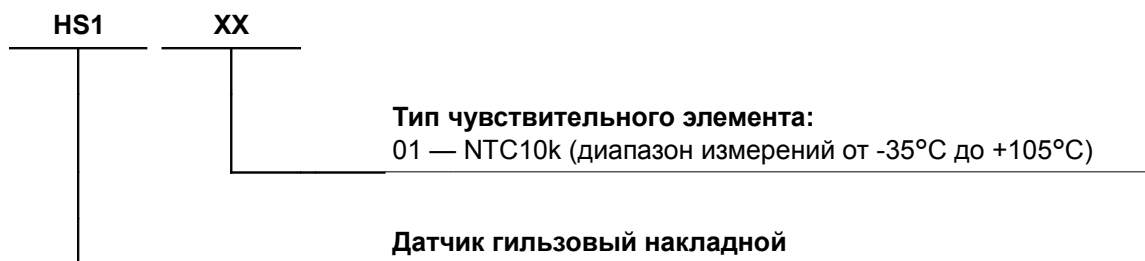 HS1 XX
Тип чувствительного элемента:
01 — NTC10k (диапазон измерений от -35°C до +105°C)
Датчик гильзовый накладной